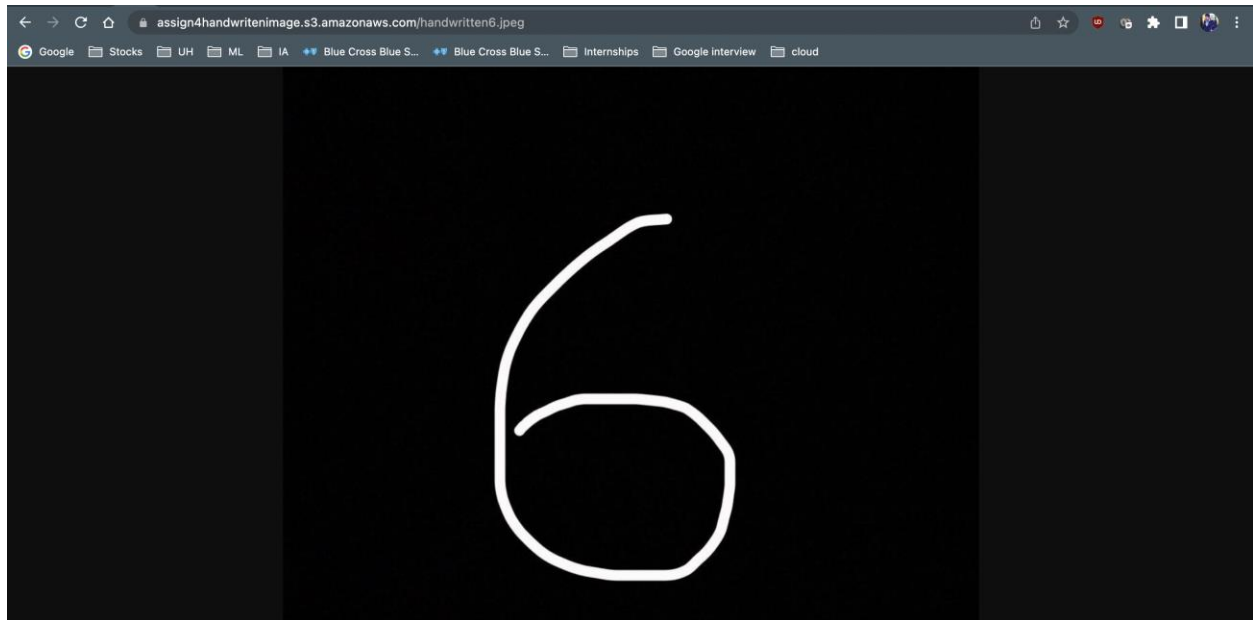 assign4handwritenimage.s3.amazonaws.com/handwritten6.jpeg
Google Stocks UH ML IA Blue Cross Blue S... Blue Cross Blue S... Internships Google interview cloud
6